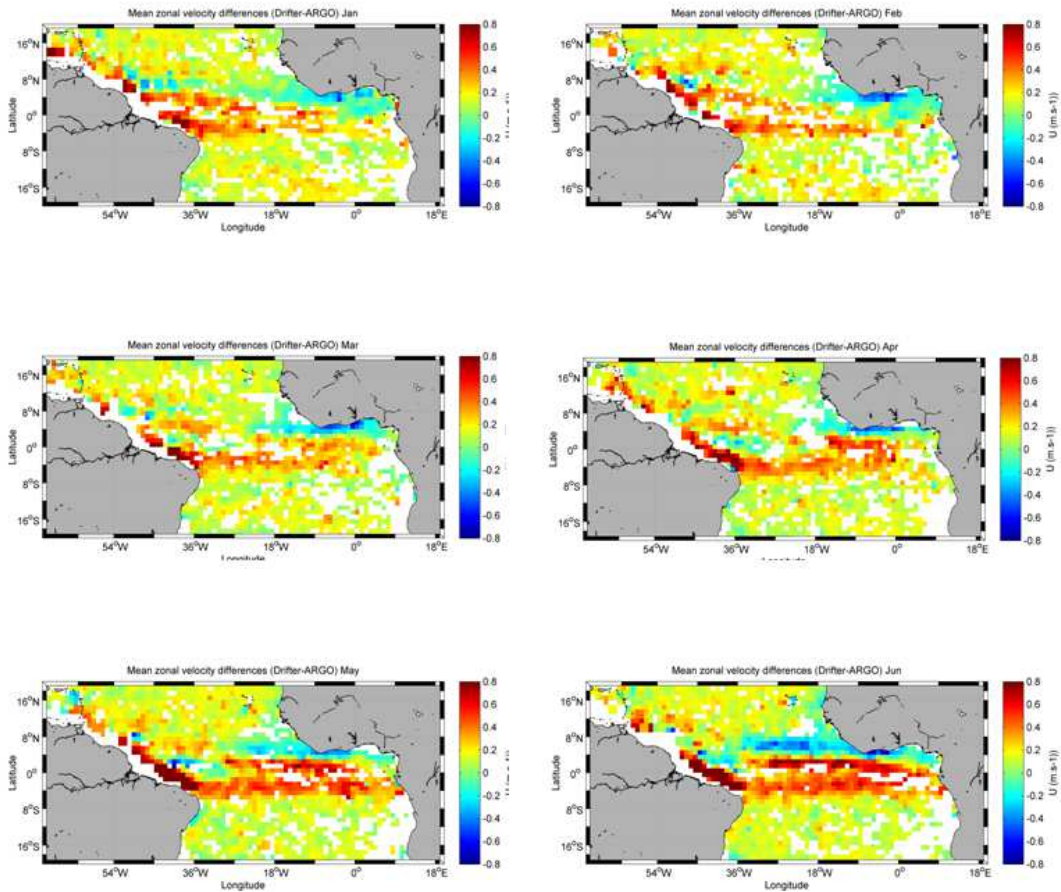 Mean zonal velocity differences (Drifter-ARGO) Jan
16°N
8°N
0°
8°S
16°S
Latitude
54°W 36°W 18°W 0° 18°E
Longitude
0.8
0.6
0.4
0.2
0
-0.2
-0.4
-0.6
-0.8
Mean zonal velocity differences (Drifter-ARGO) Feb
16°N
8°N
0°
8°S
16°S
Latitude
54°W 36°W 18°W 0° 18°E
Longitude
0.8
0.6
0.4
0.2
0
-0.2
-0.4
-0.6
-0.8
U (m.s-1))
Mean zonal velocity differences (Drifter-ARGO) Mar
16°N
8°N
0°
8°S
16°S
Latitude
54°W 36°W 18°W 0° 18°E
Longitude
0.8
0.6
0.4
0.2
0
-0.2
-0.4
-0.6
-0.8
Mean zonal velocity differences (Drifter-ARGO) Apr
16°N
8°N
0°
8°S
16°S
Latitude
54°W 36°W 18°W 0° 18°E
Longitude
0.8
0.6
0.4
0.2
0
-0.2
-0.4
-0.6
-0.8
U (m.s-1))
Mean zonal velocity differences (Drifter-ARGO) May
16°N
8°N
0°
8°S
16°S
Latitude
54°W 36°W 18°W 0° 18°E
Longitude
0.8
0.6
0.4
0.2
0
-0.2
-0.4
-0.6
-0.8
Mean zonal velocity differences (Drifter-ARGO) Jun
16°N
8°N
0°
8°S
16°S
Latitude
54°W 36°W 18°W 0° 18°E
Longitude
0.8
0.6
0.4
0.2
0
-0.2
-0.4
-0.6
-0.8
U (m.s-1))